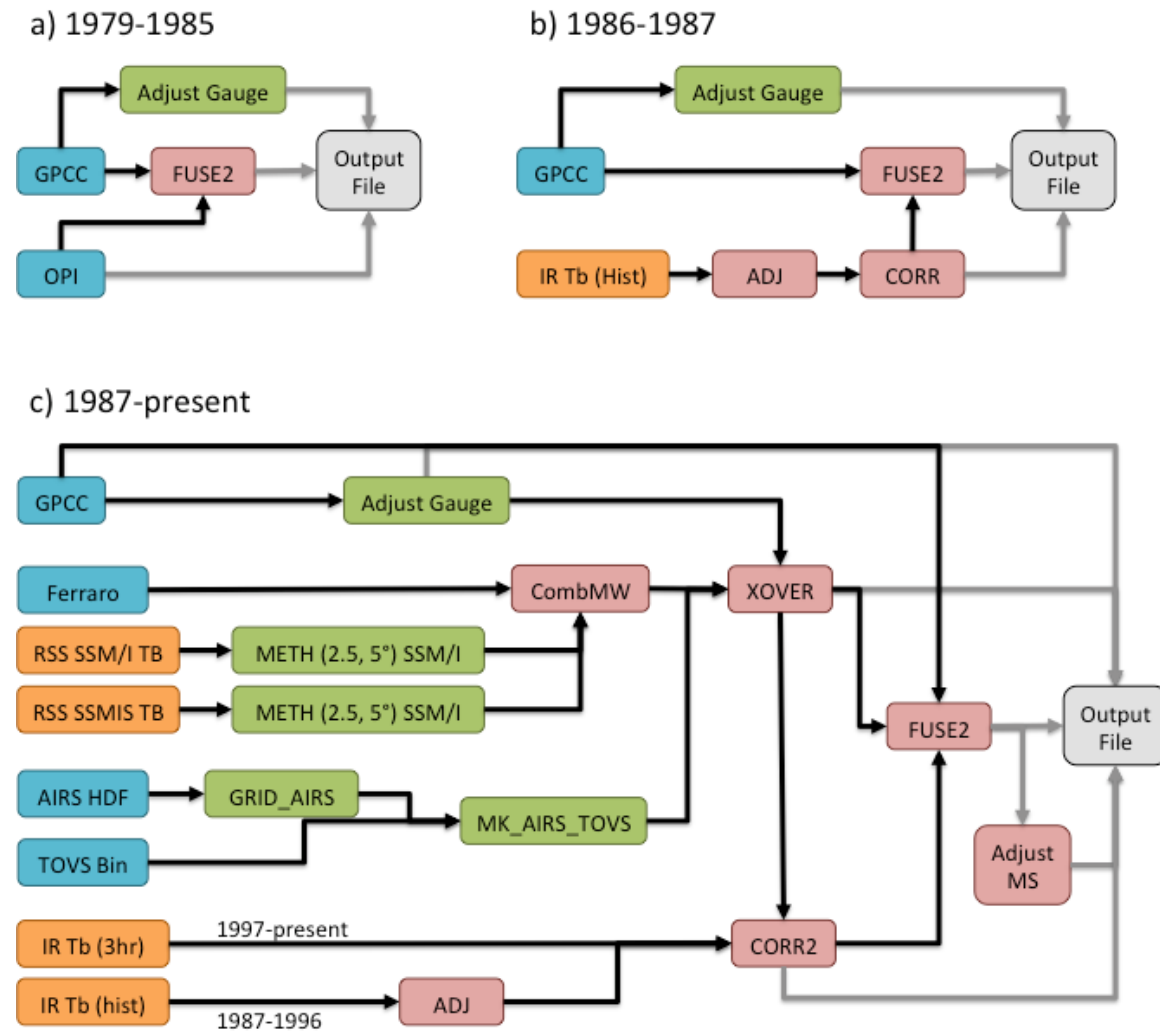 a) 1979-1985
b) 1986-1987
Adjust Gauge
GPCC
FUSE2
Output
File
OPI
Adjust Gauge
GPCC
FUSE2
Output
File
IR Tb (Hist)
ADJ
CORR
c) 1987-present
GPCC
Adjust Gauge
Ferraro
CombMW
XOVER
RSS SSM/I TB
METH (2.5, 5°) SSM/I
RSS SSMIS TB
METH (2.5, 5°) SSM/I
FUSE2
Output
File
AIRS HDF
GRID_AIRS
MK_AIRS_TOVS
TOVS Bin
Adjust
MS
IR Tb (3hr)
1997-present
CORR2
IR Tb (hist)
1987-1996
ADJ